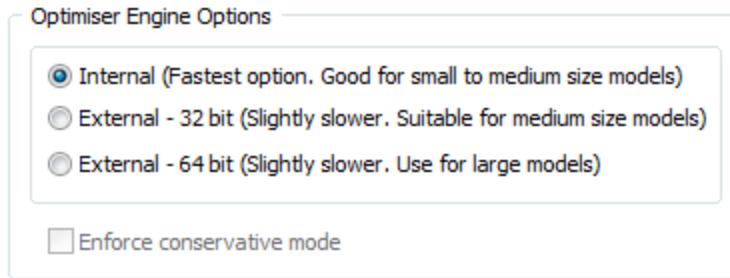 Optimiser Engine Options
Internal (Fastest option. Good for small to medium size models)
External - 32 bit (Slightly slower. Suitable for medium size models)
External - 64 bit (Slightly slower. Use for large models)
Enforce conservative mode